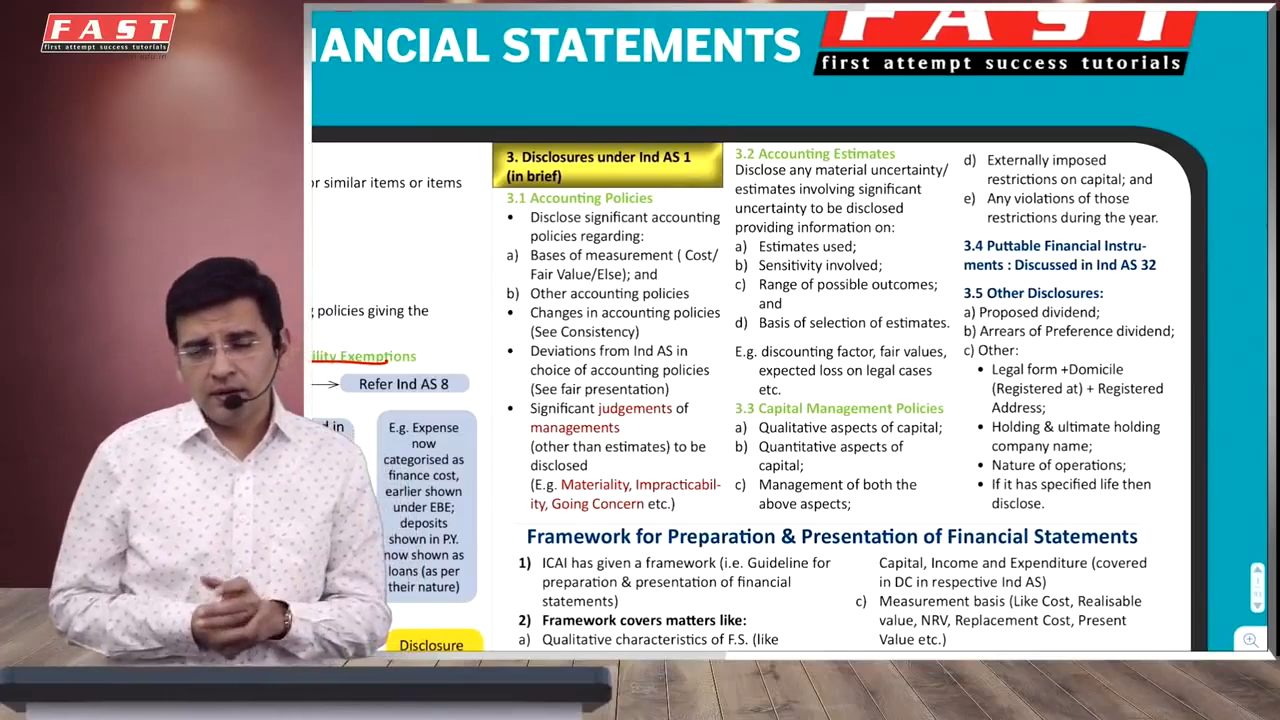 FAST
first attempt success tutorials
NANCIAL STATEMENTS
FAST
first attempt success tutorials
or similar items or items
g policies giving the
ility Exemptions
Refer Ind AS 8
d in
E.g. Expense
now
categorised as
finance cost,
earlier shown
under EBE;
deposits
shown in P.Y.
now shown as
loans (as per
their nature)
Disclosure
3. Disclosures under Ind AS 1
(in brief)
3.1 Accounting Policies
• Disclose significant accounting
policies regarding:
a) Bases of measurement ( Cost/
Fair Value/Else); and
b) Other accounting policies
• Changes in accounting policies
(See Consistency)
• Deviations from Ind AS in
choice of accounting policies
(See fair presentation)
• Significant judgements of
managements
(other than estimates) to be
disclosed
(E.g. Materiality, Impracticabil-
ity, Going Concern etc.)
3.2 Accounting Estimates
Disclose any material uncertainty/
estimates involving significant
uncertainty to be disclosed
providing information on:
a) Estimates used;
b) Sensitivity involved;
c) Range of possible outcomes;
and
d) Basis of selection of estimates.
E.g. discounting factor, fair values,
expected loss on legal cases
etc.
3.3 Capital Management Policies
a) Qualitative aspects of capital;
b) Quantitative aspects of
capital;
c) Management of both the
above aspects;
d) Externally imposed
restrictions on capital; and
e) Any violations of those
restrictions during the year.
3.4 Puttable Financial Instru-
ments : Discussed in Ind AS 32
3.5 Other Disclosures:
a) Proposed dividend;
b) Arrears of Preference dividend;
c) Other:
• Legal form +Domicile
(Registered at) + Registered
Address;
• Holding & ultimate holding
company name;
• Nature of operations;
• If it has specified life then
disclose.
Framework for Preparation & Presentation of Financial Statements
1) ICAI has given a framework (i.e. Guideline for
preparation & presentation of financial
statements)
2) Framework covers matters like:
a) Qualitative characteristics of F.S. (like
Capital, Income and Expenditure (covered
in DC in respective Ind AS)
c) Measurement basis (Like Cost, Realisable
value, NRV, Replacement Cost, Present
Value etc.)